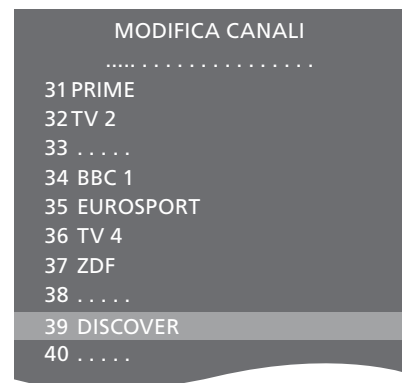 MODIFICA CANALI
..... . . . . . . . . . . . . . . .
31 PRIME
32 TV 2
33 . . . . .
34 BBC 1
35 EUROSPORT
36 TV 4
37 ZDF
38 . . . . .
39 DISCOVER
40 . . . . .